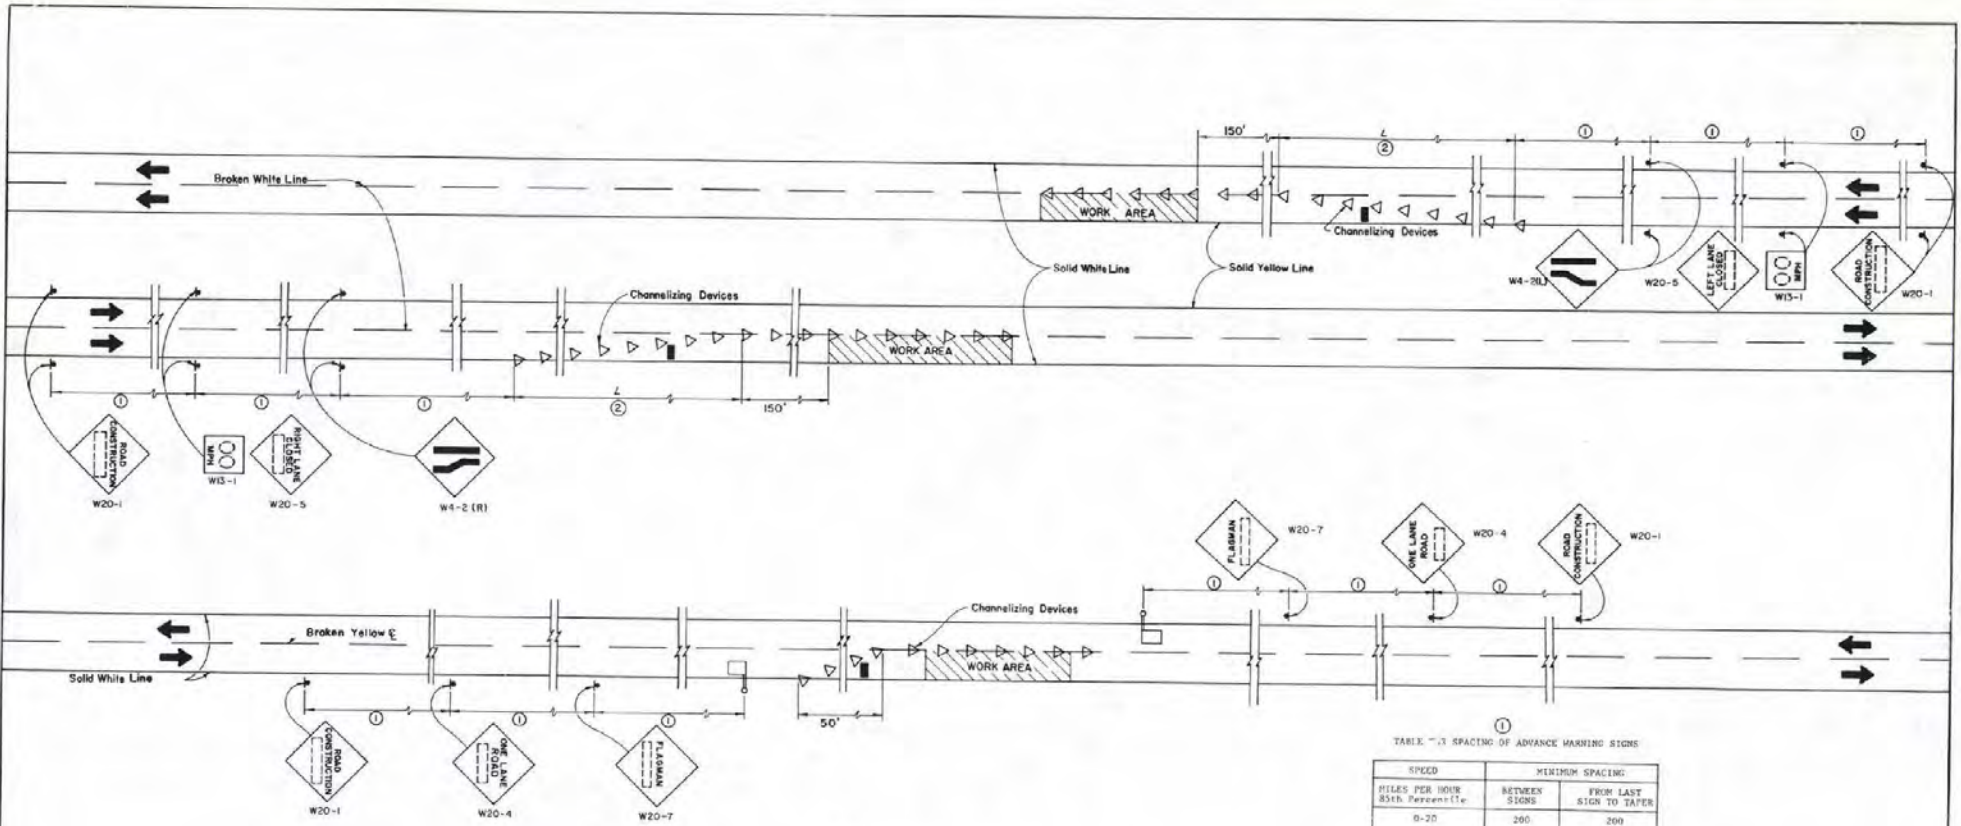 150'
L
①
①
①
②
Broken White Line
WORK AREA
Channelizing Devices
Solid White Line
Solid Yellow Line
W4-2(L)
W20-5
LEFT LANE
CLOSED
MPH
W13-1
ROAD
CONSTRUCTION
W20-1
Channelizing Devices
WORK AREA
①
①
①
L
②
150'
ROAD
CONSTRUCTION
W20-1
MPH
W13-1
RIGHT LANE
CLOSED
W20-5
W4-2 (R)
FLAGMAN
W20-7
ONE LANE
ROAD
W20-4
ROAD
CONSTRUCTION
W20-1
①
①
①
Channelizing Devices
Broken Yellow ℄
WORK AREA
Solid White Line
①
①
①
50'
ROAD
CONSTRUCTION
W20-1
ONE LANE
ROAD
W20-4
FLAGMAN
W20-7
①
TABLE SPACING OF ADVANCE WARNING SIGNS
SPEED MINIMUM SPACING
MILES PER HOUR BETWEEN FROM LAST
85th Percentile SIGNS SIGN TO TAPER
0-20 200 200